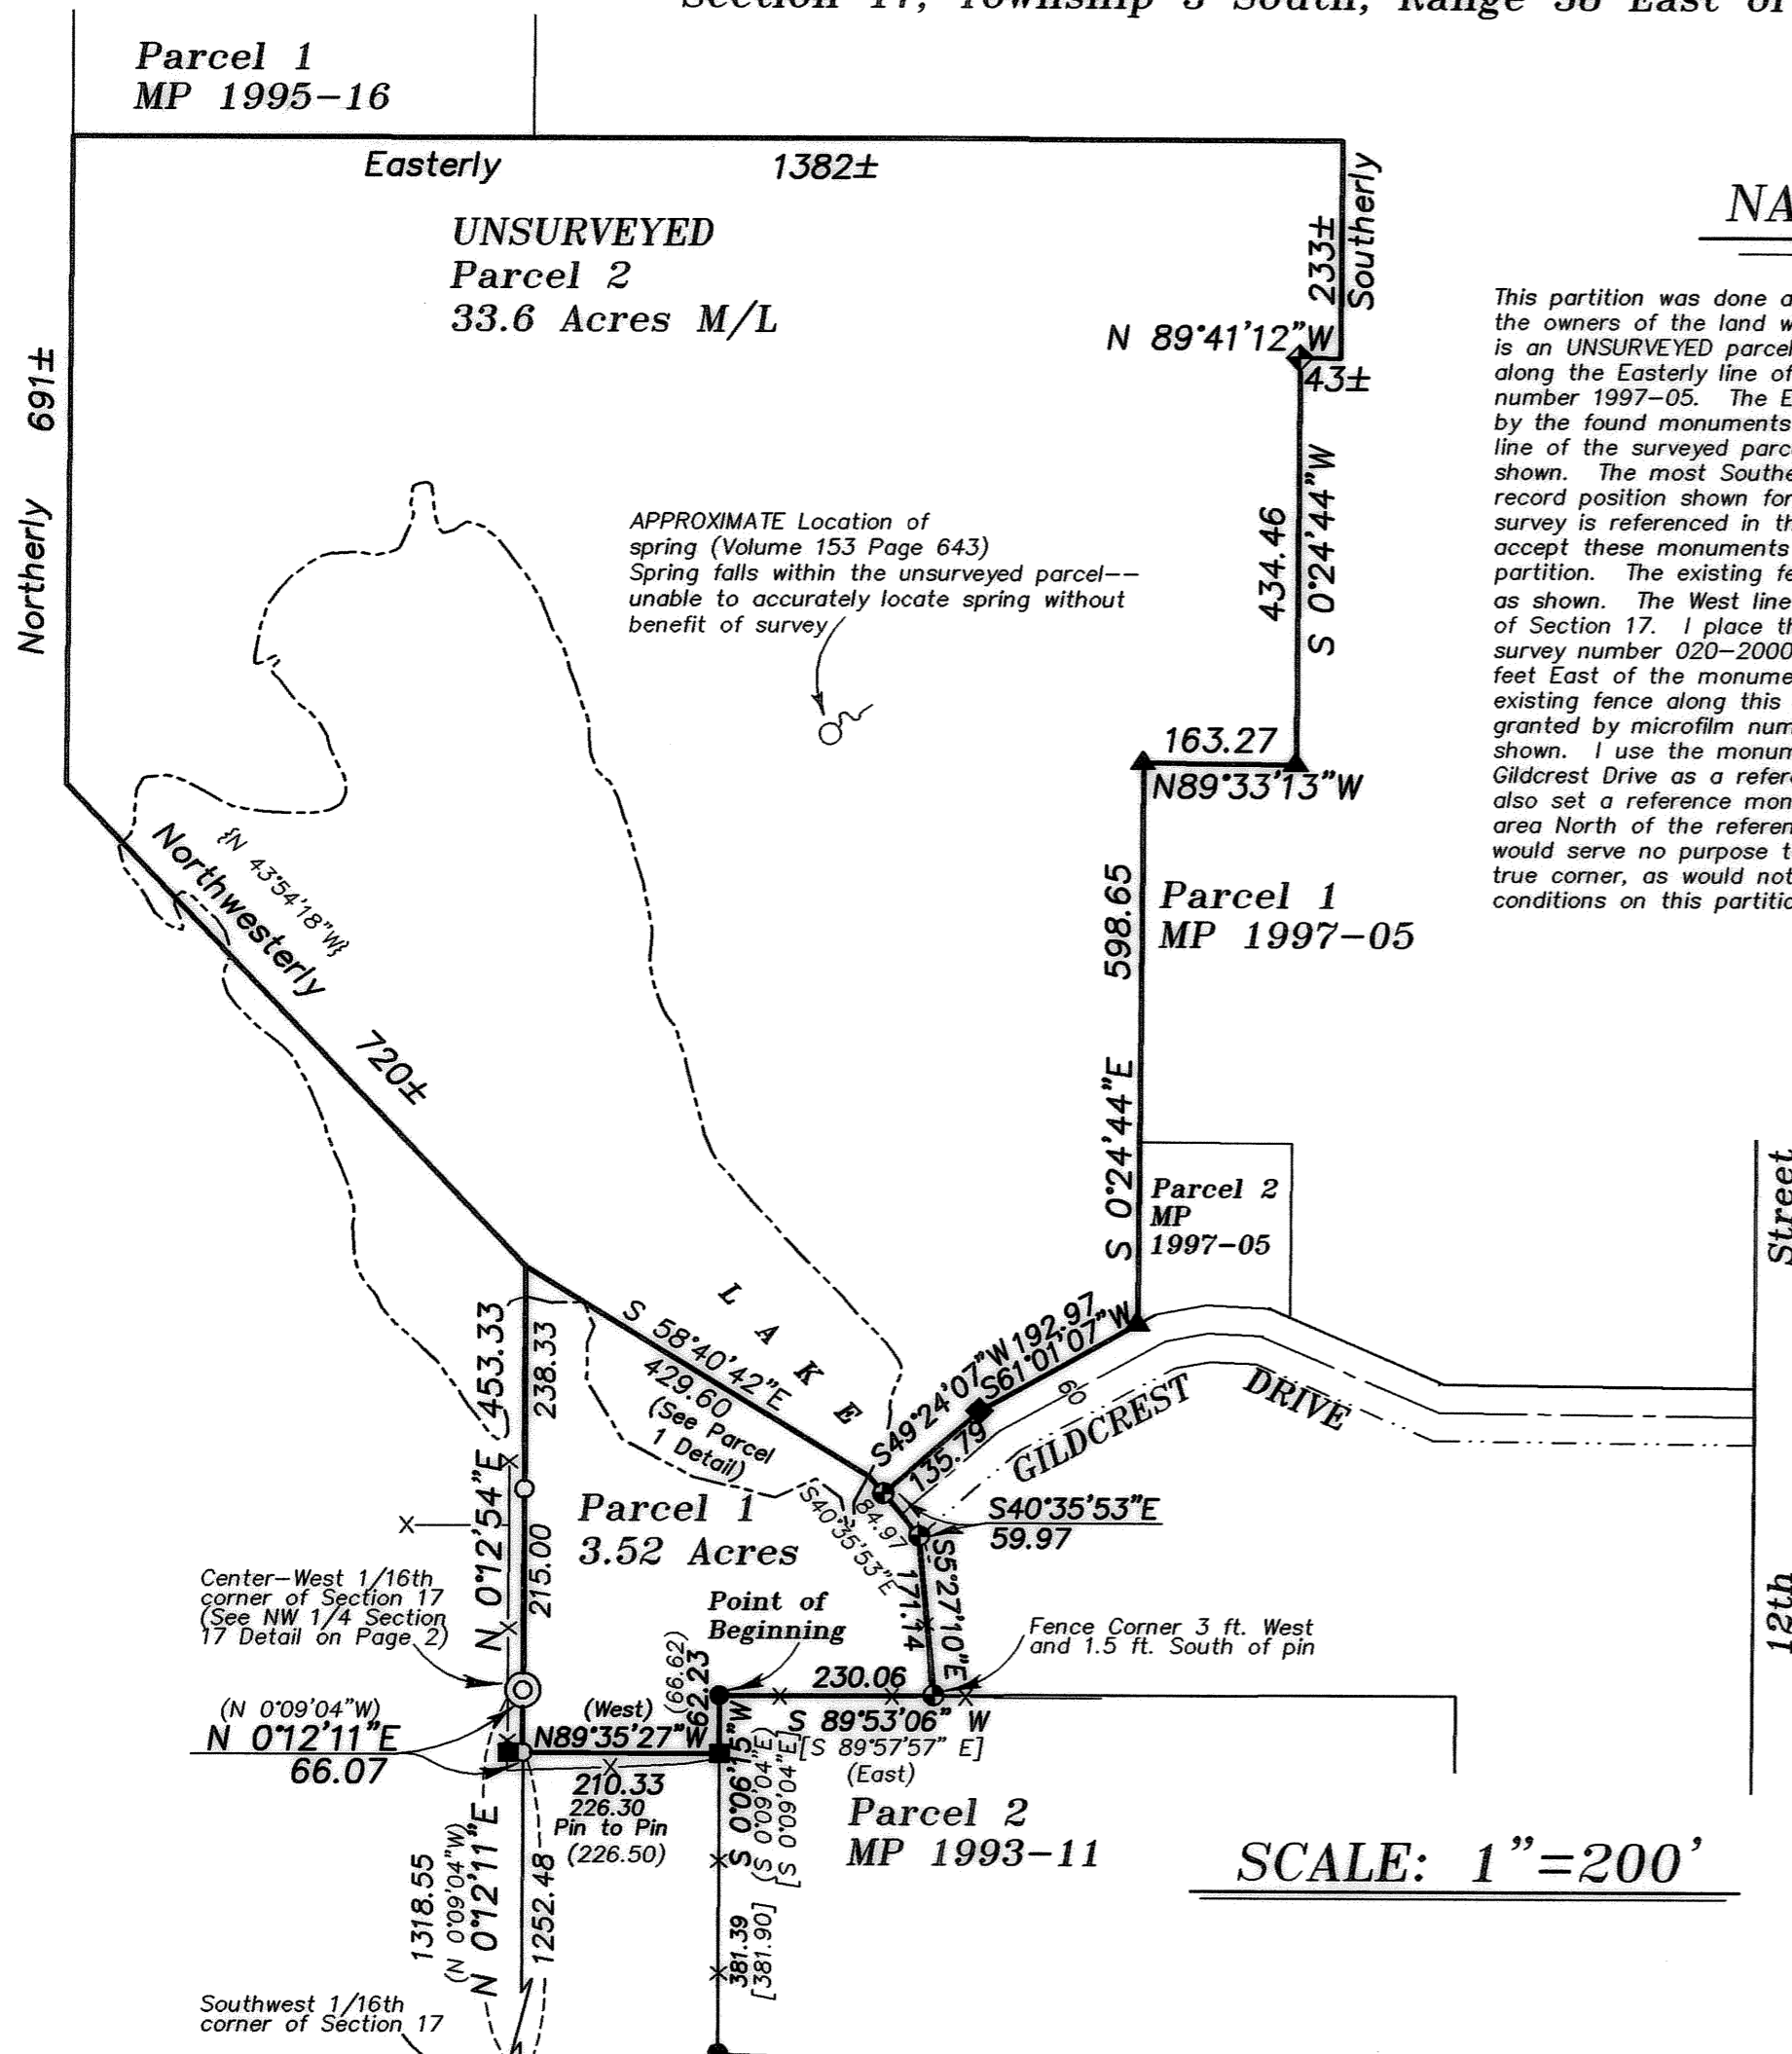 Section 17, Township 3 South, Range 38 East of
Parcel 1
MP 1995-16
Easterly 1382±
Southerly
233±
UNSURVEYED
Parcel 2
33.6 Acres M/L
N 89°41'12"W
43±
NA
This partition was done a
the owners of the land w
is an UNSURVEYED parcel
along the Easterly line of
number 1997-05. The E
by the found monuments
line of the surveyed parc
shown. The most Southe
record position shown for
survey is referenced in th
accept these monuments
partition. The existing fe
as shown. The West line
of Section 17. I place th
survey number 020-2000
feet East of the monume
existing fence along this
granted by microfilm num
shown. I use the monum
Gildcrest Drive as a refer
also set a reference mon
area North of the referen
would serve no purpose t
true corner, as would not
conditions on this partitio
Northerly 691±
434.46
S 0°24'44"W
APPROXIMATE Location of
spring (Volume 153 Page 643)
Spring falls within the unsurveyed parcel--
unable to accurately locate spring without
benefit of survey
163.27
N89°33'13"W
{N 43°54'18"W}
Northwesterly
720±
S 0°24'44"E 598.65
Parcel 1
MP 1997-05
Parcel 2
MP
1997-05
Street
12th
LAKE
S 58°40'42"E
429.60
(See Parcel
1 Detail)
192.97
S61°01'07"W
S49°24'07"W
135.79
60
GILDCREST DRIVE
N 0°12'54"E 453.33
238.33
215.00
Parcel 1
3.52 Acres
84.97
S40°35'53"E
S40°35'53"E
59.97
S5°27'10"E
171.14
X
Center-West 1/16th
corner of Section 17
(See NW 1/4 Section
17 Detail on Page 2)
Point of
Beginning
Fence Corner 3 ft. West
and 1.5 ft. South of pin
(66.62)
62.23
230.06
S 89°53'06" W
[S 89°57'57" E]
(East)
(N 0°09'04"W)
N 0°12'11"E
66.07
(West)
N89°35'27"W
210.33
226.30
Pin to Pin
(226.50)
S 0°06'15"W
(S 0°09'04"E)
[S 0°09'04"E]
381.39
[381.90]
Parcel 2
MP 1993-11
SCALE: 1"=200'
1318.55
(N 0°09'04"W)
N 0°12'11"E
1252.48
Southwest 1/16th
corner of Section 17